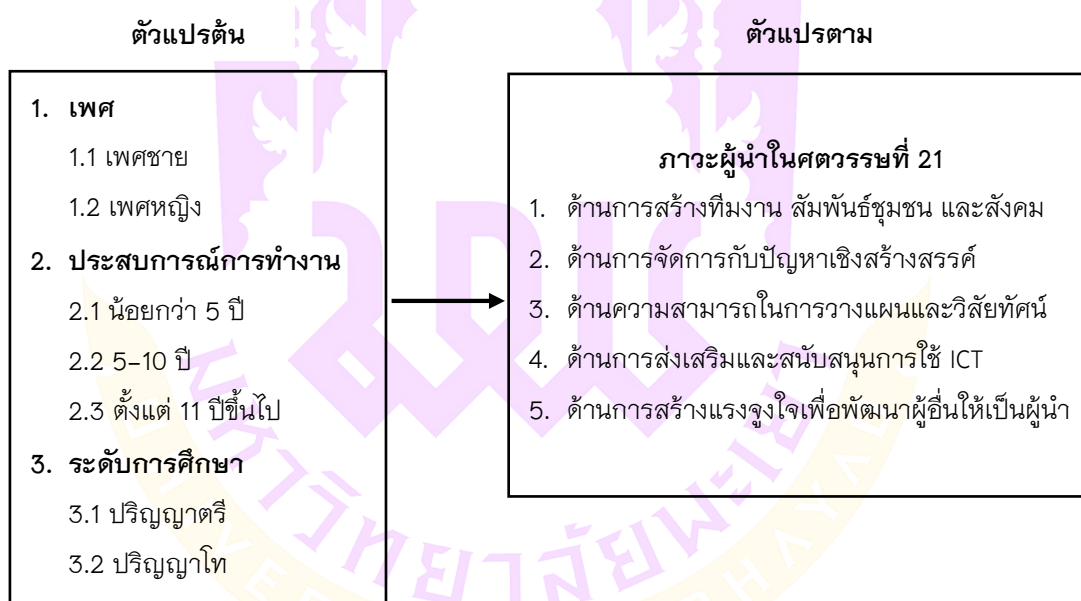 ตัวแปรต้น
1. เพศ
1.1 เพศชาย
1.2 เพศหญิง
2. ประสบการณ์การทำงาน
2.1 น้อยกว่า 5 ปี
2.2 5–10 ปี
2.3 ตั้งแต่ 11 ปีขึ้นไป
3. ระดับการศึกษา
3.1 ปริญญาตรี
3.2 ปริญญาโท
ตัวแปรตาม
ภาวะผู้นำในศตวรรษที่ 21
1. ด้านการสร้างทีมงาน สัมพันธ์ชุมชน และสังคม
2. ด้านการจัดการกับปัญหาเชิงสร้างสรรค์
3. ด้านความสามารถในการวางแผนและวิสัยทัศน์
4. ด้านการส่งเสริมและสนับสนุนการใช้ ICT
5. ด้านการสร้างแรงจูงใจเพื่อพัฒนาผู้อื่นให้เป็นผู้นำ
มหาวิทยาลัยพะเยา